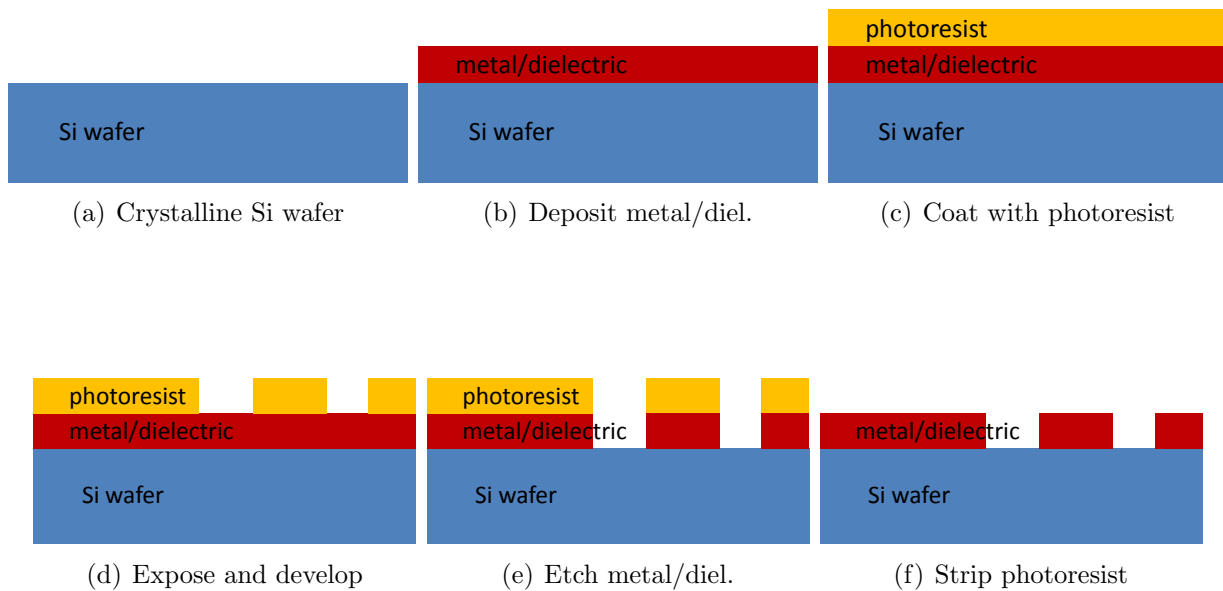 photoresist
metal/dielectric
metal/dielectric
Si wafer
Si wafer
Si wafer
(a) Crystalline Si wafer
(b) Deposit metal/diel.
(c) Coat with photoresist
photoresist
photoresist
metal/dielectric
metal/dielectric
metal/dielectric
Si wafer
Si wafer
Si wafer
(d) Expose and develop
(e) Etch metal/diel.
(f) Strip photoresist